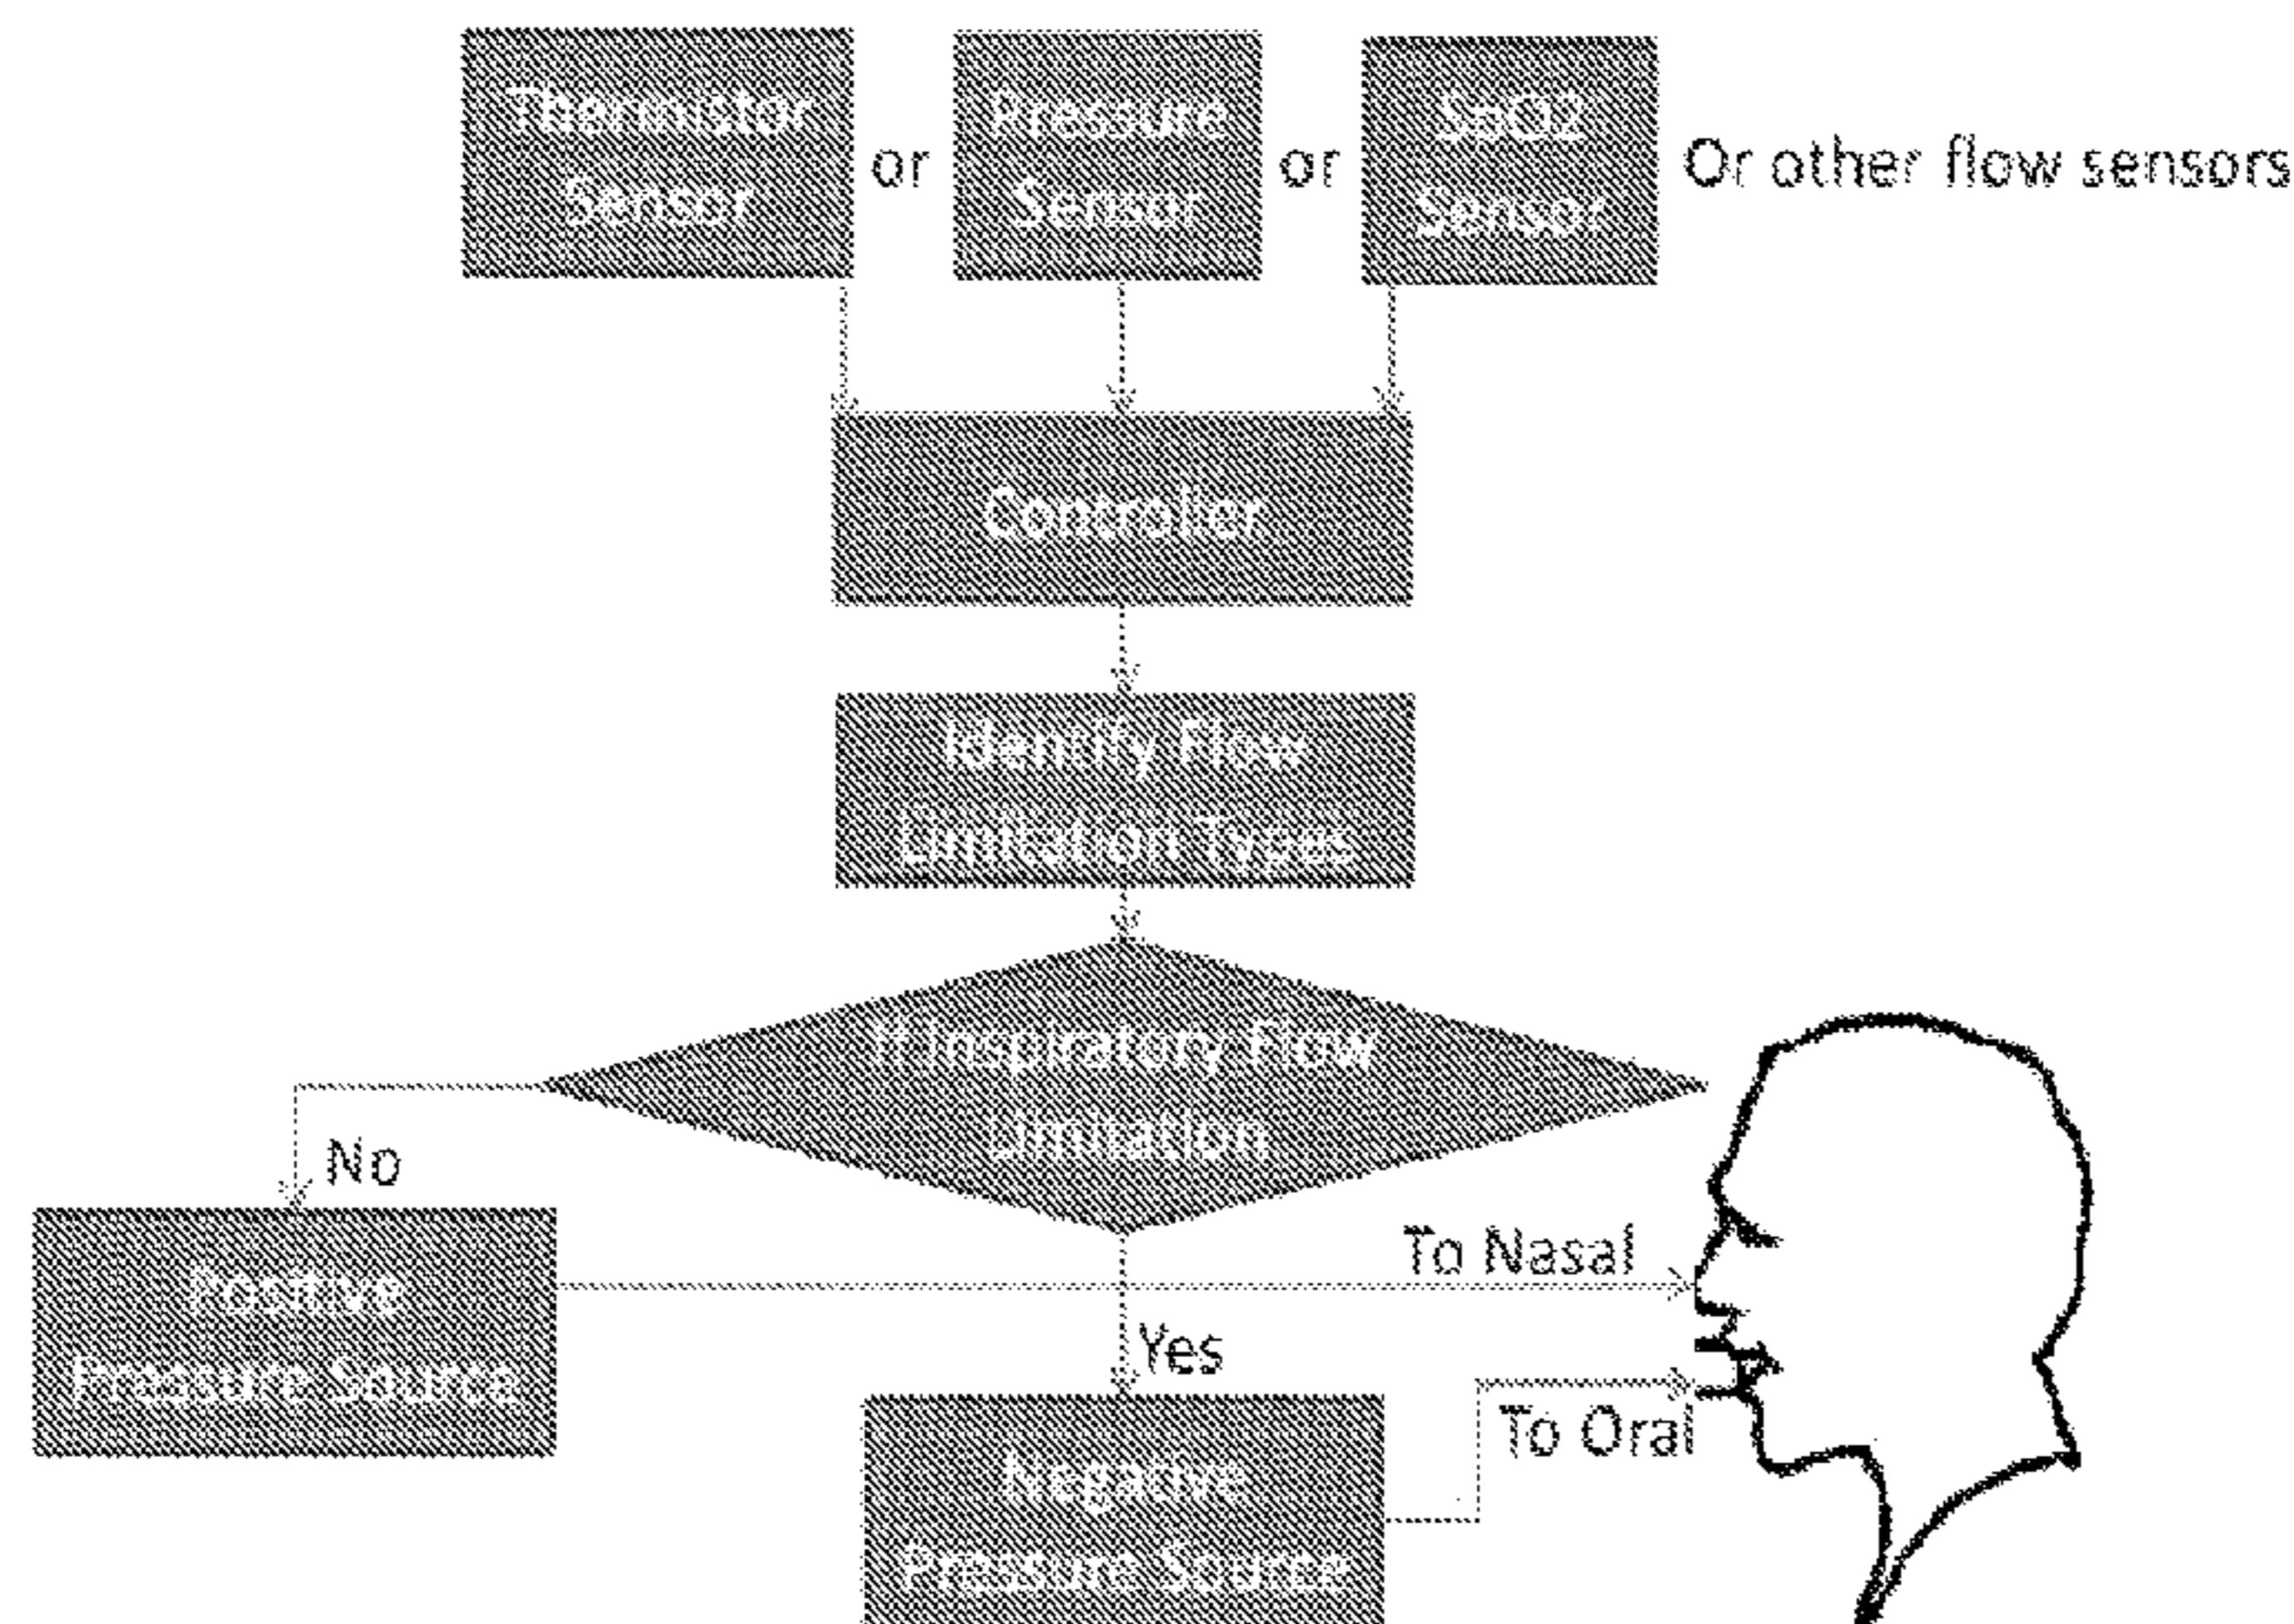 Thermistor
Sensor
or
Pressure
Sensor
or
SpO2
Sensor
Or other flow sensors
Controller
Identify Flow
Limitation Types
If Inspiratory Flow
Limitation
No
Positive
Pressure Source
To Nasal
Yes
To Oral
Negative
Pressure Source